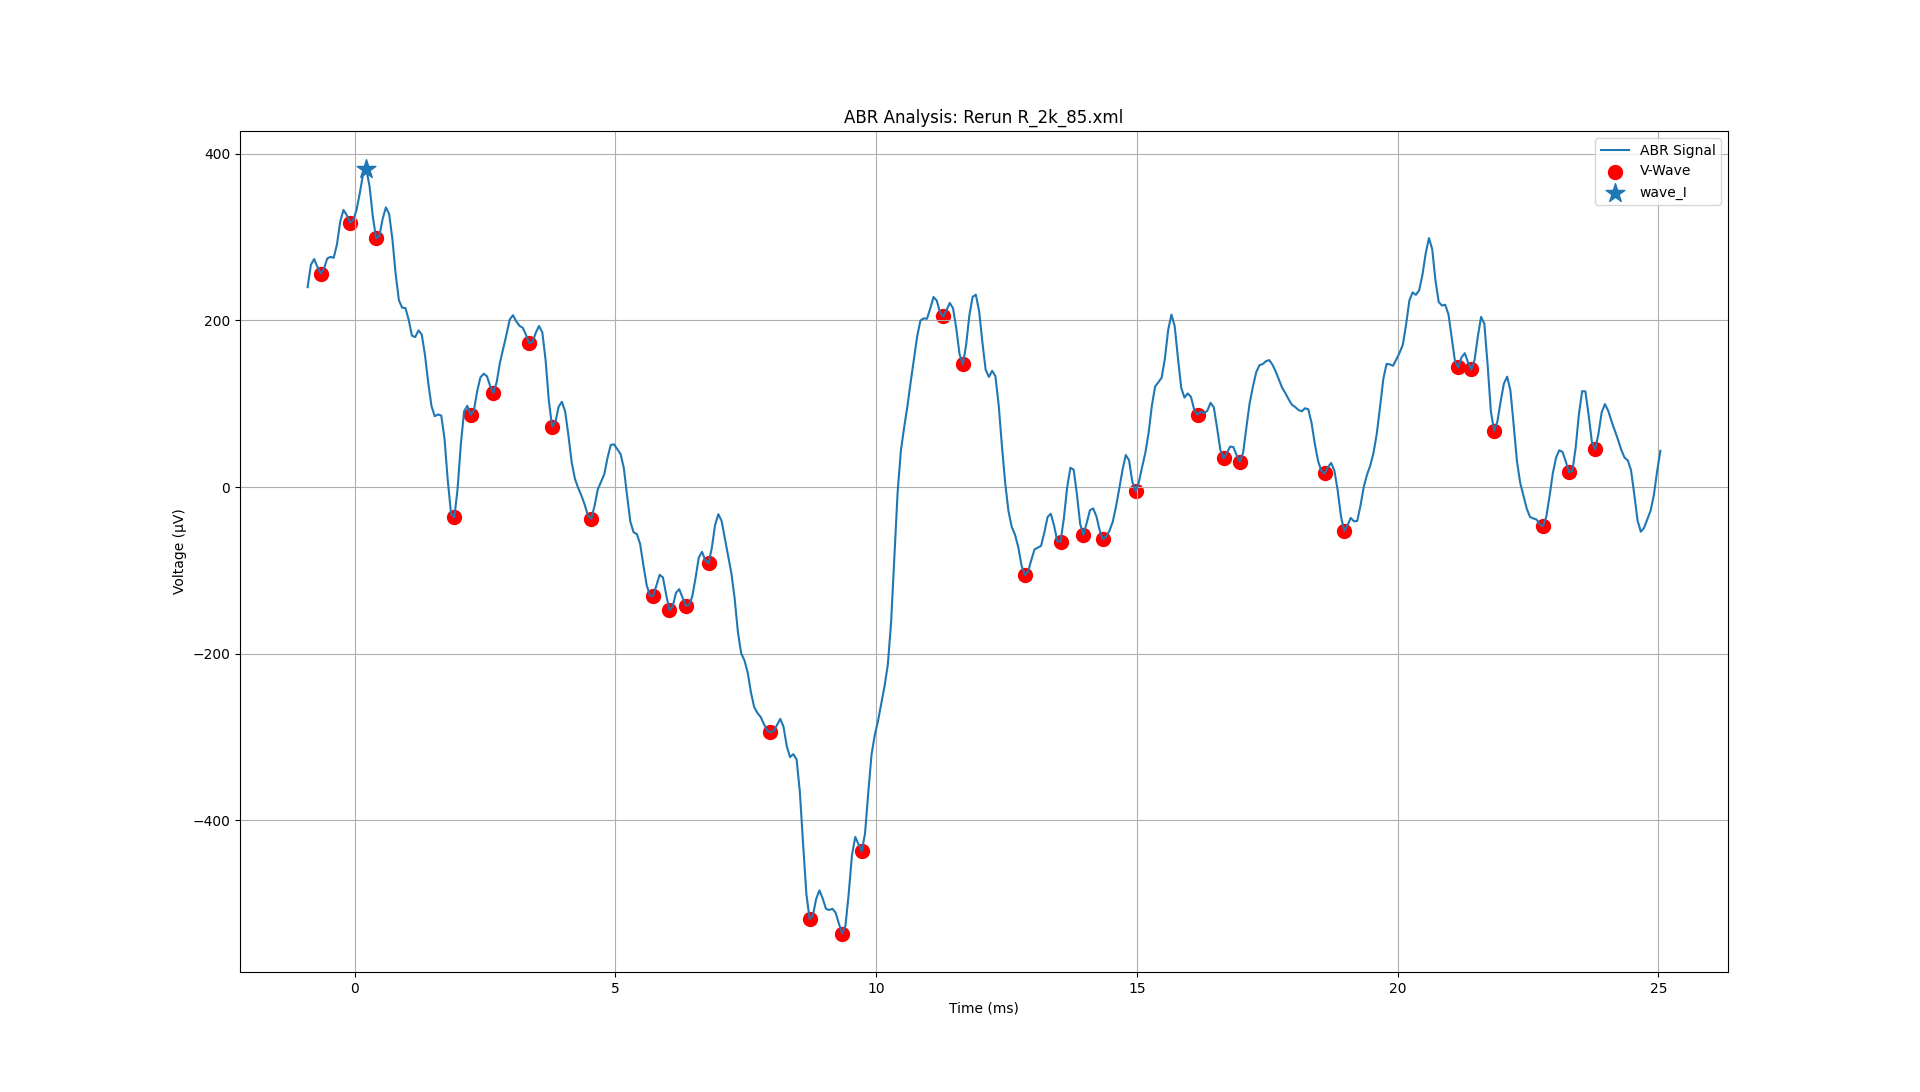 ABR Analysis: Rerun R_2k_85.xml
ABR Signal
V-Wave
wave_I
Voltage (µV)
400
200
0
−200
−400
0 5 10 15 20 25
Time (ms)